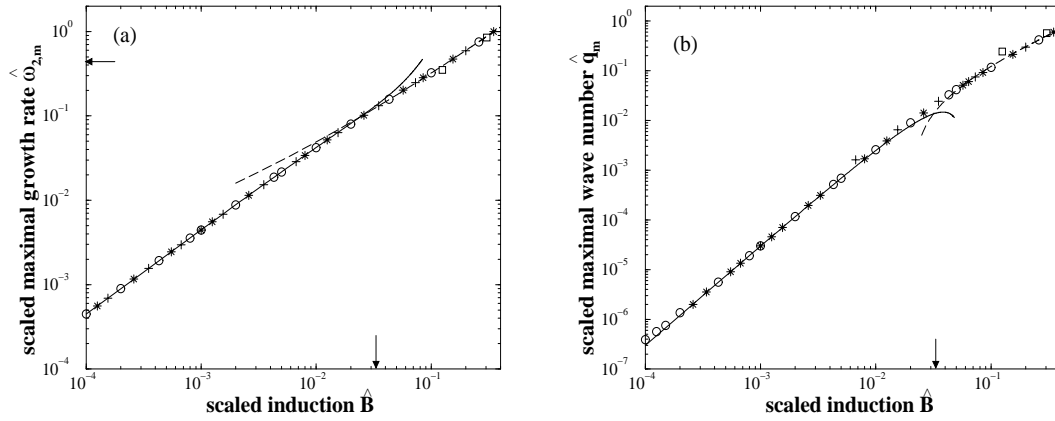 (a)
10⁰
10⁻¹
10⁻²
10⁻³
10⁻⁴
scaled maximal growth rate ω̂₂,ₘ
10⁻⁴ 10⁻³ 10⁻² 10⁻¹
scaled induction B̂
(b)
10⁰
10⁻¹
10⁻²
10⁻³
10⁻⁴
10⁻⁵
10⁻⁶
10⁻⁷
scaled maximal wave number q̂ₘ
10⁻⁴ 10⁻³ 10⁻² 10⁻¹
scaled induction B̂